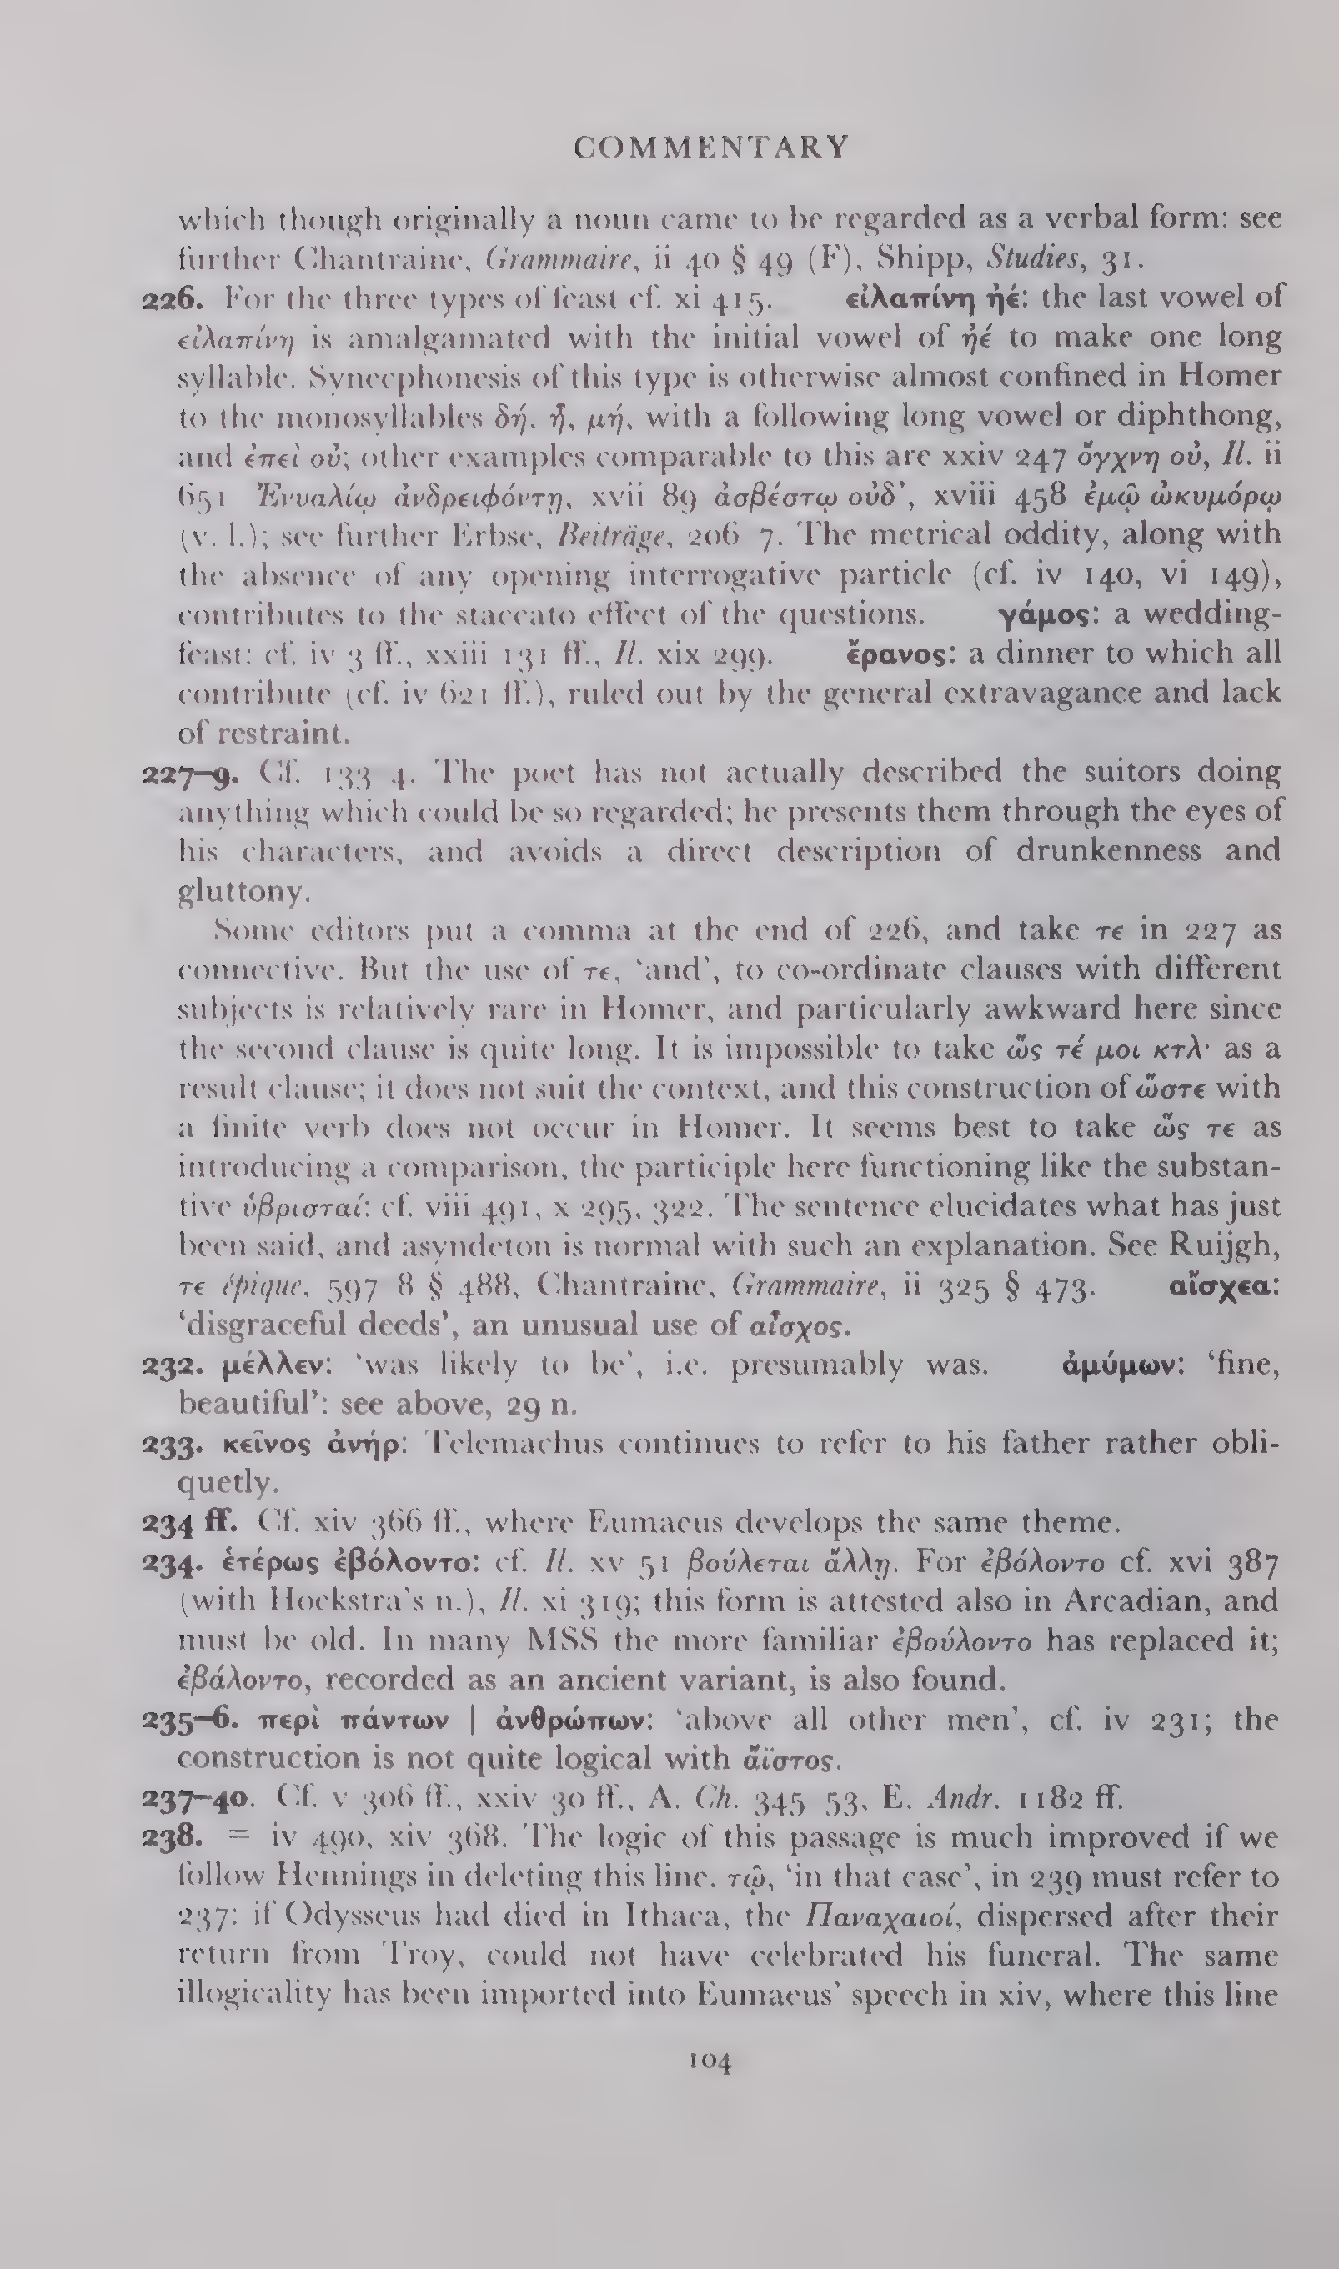 COMMENTARY
which though originally a noun came to be regarded as a verbal form: see
further Chantraine, Grammaire, ii 40 § 49 (F), Shipp, Studies, 31.
226. For the three types of feast cf. xi 415. εἰλαπίνη ἠέ: the last vowel of
εἰλαπίνη is amalgamated with the initial vowel of ἠέ to make one long
syllable. Synecphonesis of this type is otherwise almost confined in Homer
to the monosyllables δή, ἦ, μή, with a following long vowel or diphthong,
and ἐπεὶ οὐ; other examples comparable to this are xxiv 247 ὄγχνη οὐ, Il. ii
651 Ἐνυαλίῳ ἀνδρειφόντῃ, xvii 89 ἀσβέστῳ οὐδ', xviii 458 ἐμῷ ὠκυμόρῳ
(v. l.); see further Erbse, Beiträge, 206–7. The metrical oddity, along with
the absence of any opening interrogative particle (cf. iv 140, vi 149),
contributes to the staccato effect of the questions. γάμος: a wedding-
feast: cf. iv 3 ff., xxiii 131 ff., Il. xix 299. ἔρανος: a dinner to which all
contribute (cf. iv 621 ff.), ruled out by the general extravagance and lack
of restraint.
227–9. Cf. 133–4. The poet has not actually described the suitors doing
anything which could be so regarded; he presents them through the eyes of
his characters, and avoids a direct description of drunkenness and
gluttony.
Some editors put a comma at the end of 226, and take τε in 227 as
connective. But the use of τε, 'and', to co-ordinate clauses with different
subjects is relatively rare in Homer, and particularly awkward here since
the second clause is quite long. It is impossible to take ὥς τέ μοι κτλ· as a
result clause; it does not suit the context, and this construction of ὥστε with
a finite verb does not occur in Homer. It seems best to take ὥς τε as
introducing a comparison, the participle here functioning like the substan-
tive ὑβρισταί: cf. viii 491, x 295, 322. The sentence elucidates what has just
been said, and asyndeton is normal with such an explanation. See Ruijgh,
τε épique, 597–8 § 488, Chantraine, Grammaire, ii 325 § 473. αἴσχεα:
'disgraceful deeds', an unusual use of αἶσχος.
232. μέλλεν: 'was likely to be', i.e. presumably was. ἀμύμων: 'fine,
beautiful': see above, 29 n.
233. κεῖνος ἀνήρ: Telemachus continues to refer to his father rather obli-
quetly.
234 ff. Cf. xiv 366 ff., where Eumaeus develops the same theme.
234. ἑτέρως ἐβόλοντο: cf. Il. xv 51 βούλεται ἄλλῃ. For ἐβόλοντο cf. xvi 387
(with Hoekstra's n.), Il. xi 319; this form is attested also in Arcadian, and
must be old. In many MSS the more familiar ἐβούλοντο has replaced it;
ἐβάλοντο, recorded as an ancient variant, is also found.
235–6. περὶ πάντων | ἀνθρώπων: 'above all other men', cf. iv 231; the
construction is not quite logical with ἄϊστος.
237–40. Cf. v 306 ff., xxiv 30 ff., A. Ch. 345–53, E. Andr. 1182 ff.
238. = iv 490, xiv 368. The logic of this passage is much improved if we
follow Hennings in deleting this line. τῷ, 'in that case', in 239 must refer to
237: if Odysseus had died in Ithaca, the Παναχαιοί, dispersed after their
return from Troy, could not have celebrated his funeral. The same
illogicality has been imported into Eumaeus' speech in xiv, where this line
104